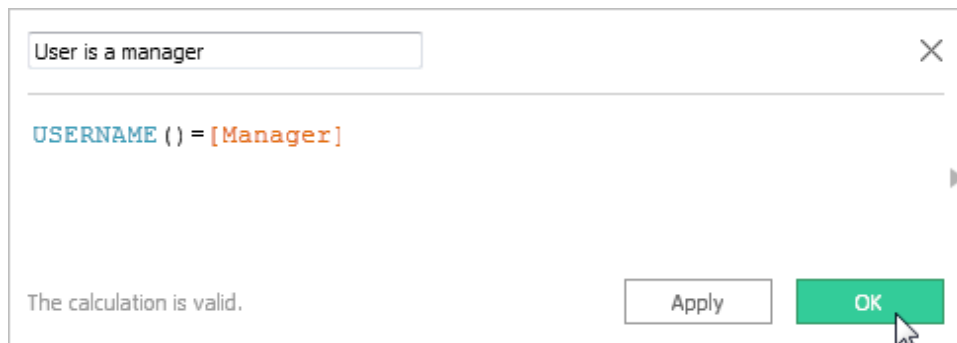 User is a manager
USERNAME()=[Manager]
The calculation is valid.
Apply
OK